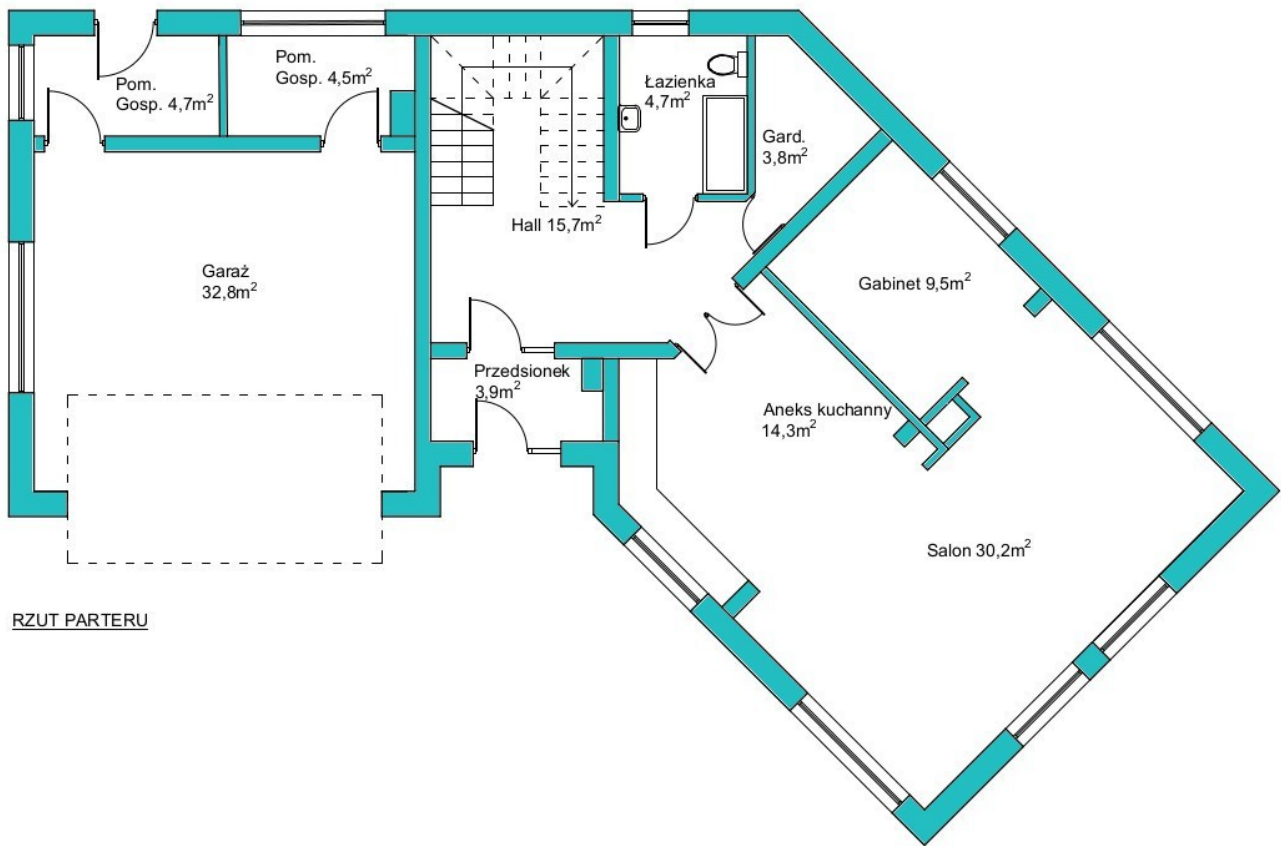 Pom.
Gosp. 4,7m²
Pom.
Gosp. 4,5m²
Łazienka
4,7m²
Gard.
3,8m²
Hall 15,7m²
Garaż
32,8m²
Gabinet 9,5m²
Przedsionek
3,9m²
Aneks kuchanny
14,3m²
Salon 30,2m²
RZUT PARTERU